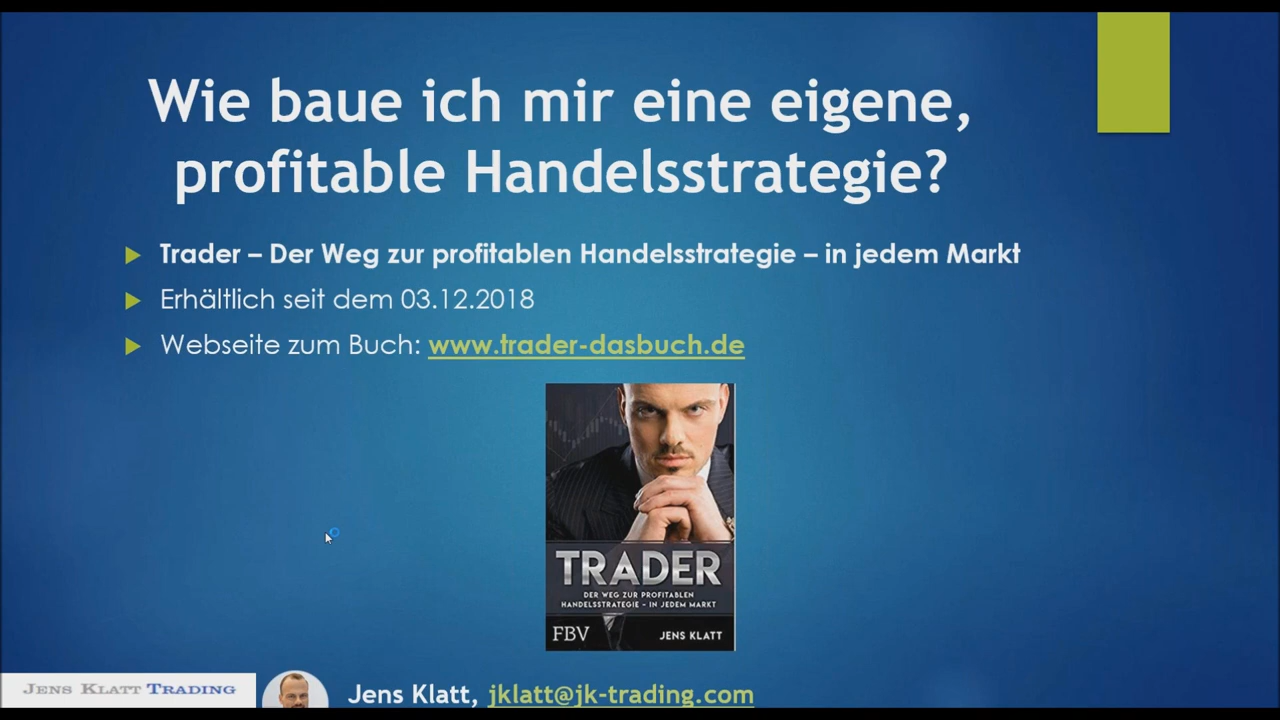 Wie baue ich mir eine eigene,
profitable Handelsstrategie?
Trader – Der Weg zur profitablen Handelsstrategie – in jedem Markt
Erhältlich seit dem 03.12.2018
Webseite zum Buch: www.trader-dasbuch.de
TRADER
DER WEG ZUR PROFITABLEN
HANDELSSTRATEGIE – IN JEDEM MARKT
FBV JENS KLATT
JENS KLATT TRADING
Jens Klatt, jklatt@jk-trading.com